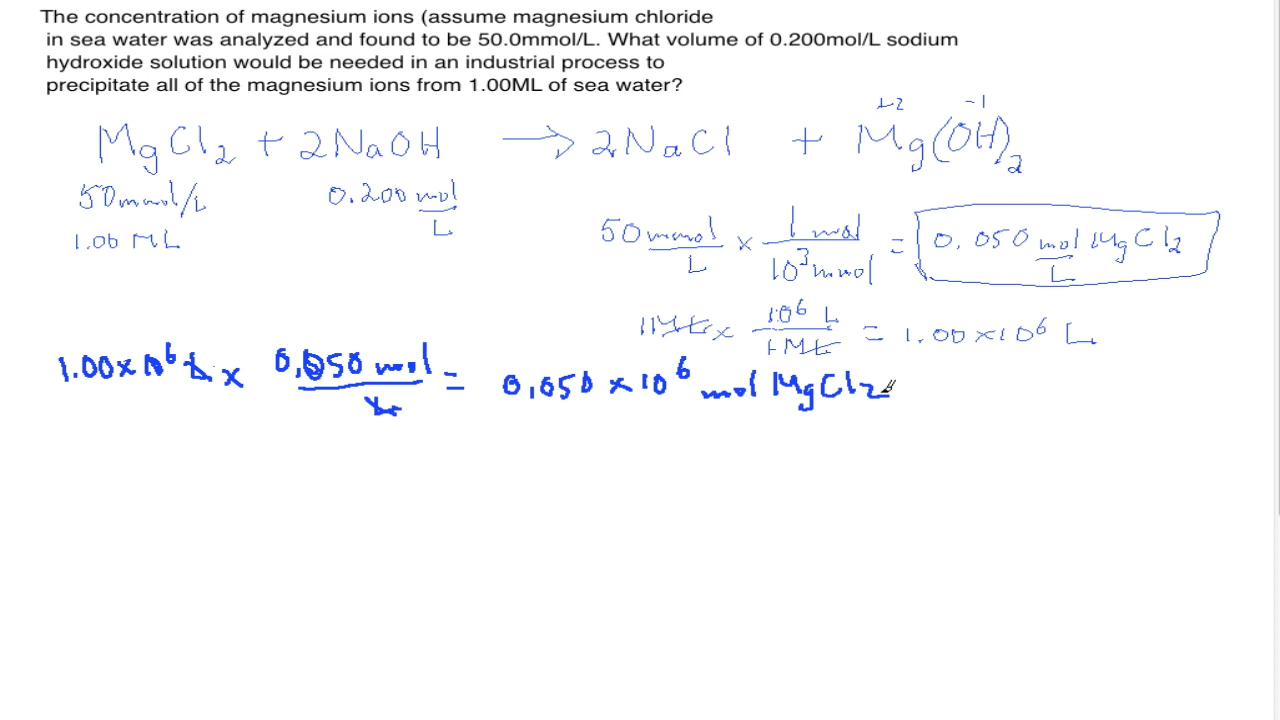 The concentration of magnesium ions (assume magnesium chloride
in sea water was analyzed and found to be 50.0mmol/L. What volume of 0.200mol/L sodium
hydroxide solution would be needed in an industrial process to
precipitate all of the magnesium ions from 1.00ML of sea water?
+2 -1
MgCl2 + 2NaOH → 2NaCl + Mg(OH)2
50mmol/L 0.200 mol/L
1.00 ML
50 mmol/L × 1 mol/10³ mmol = 0.050 mol/L MgCl2
1ML × 10⁶ L/1ML = 1.00 × 10⁶ L
1.00 × 10⁶ L × 0.050 mol/L = 0.050 × 10⁶ mol MgCl2